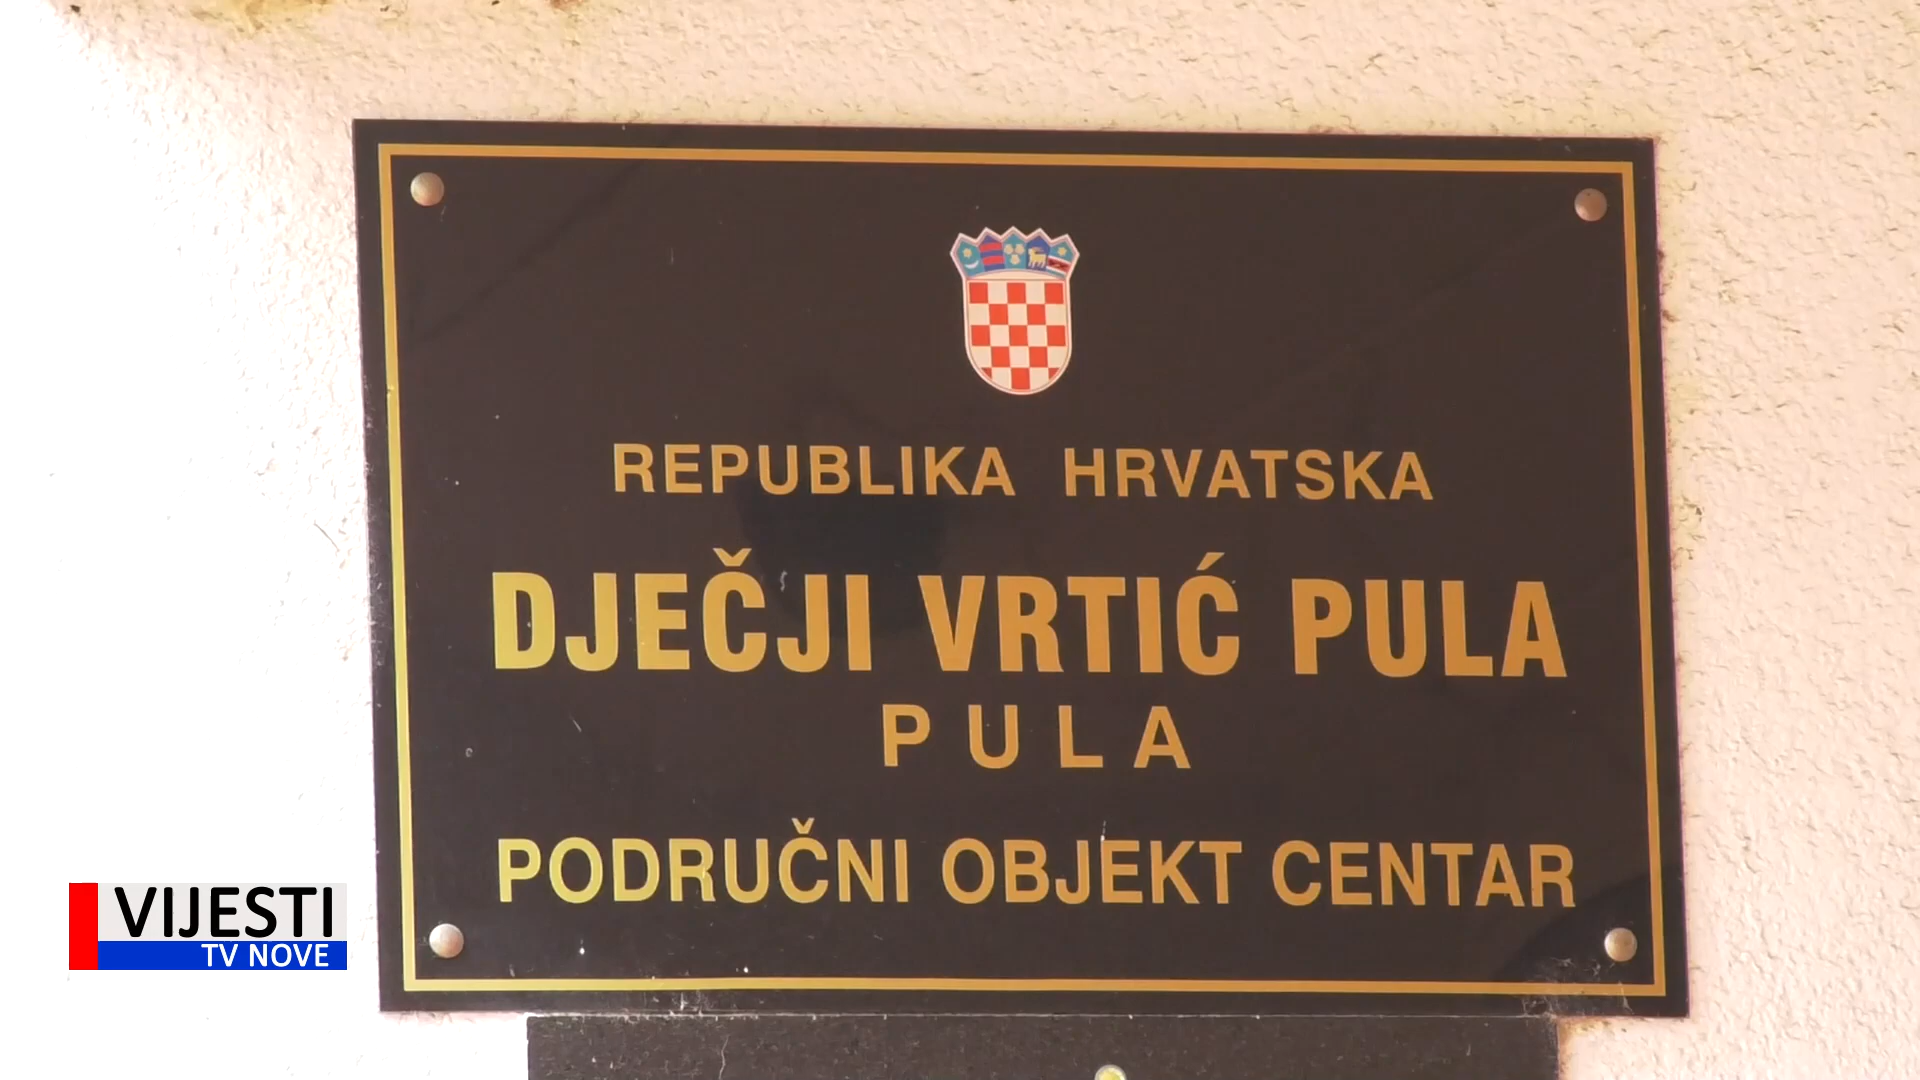 REPUBLIKA HRVATSKA
DJEČJI VRTIĆ PULA
PULA
PODRUČNI OBJEKT CENTAR
VIJESTI
TV NOVE